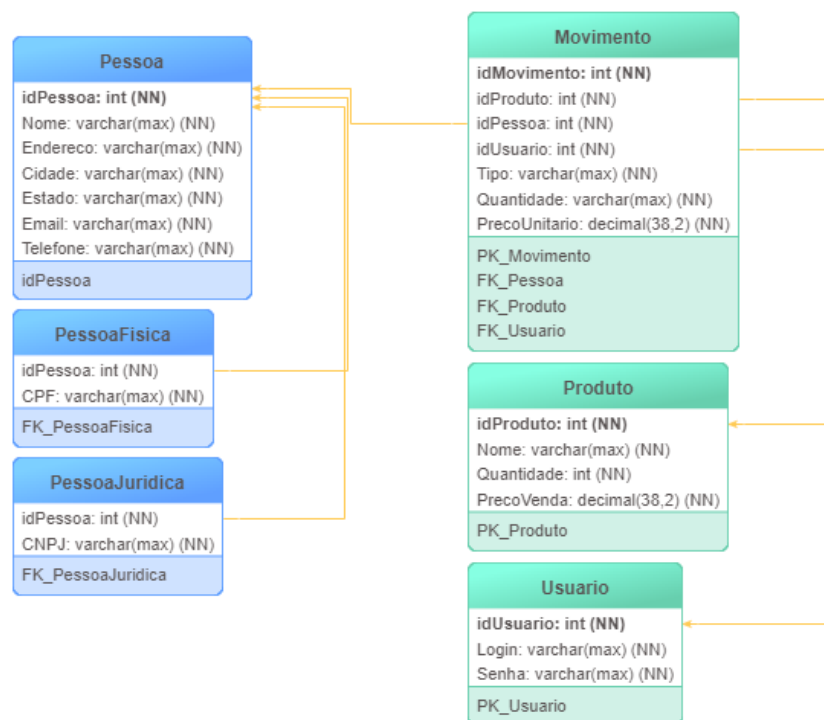 Pessoa
idPessoa: int (NN)
Nome: varchar(max) (NN)
Endereco: varchar(max) (NN)
Cidade: varchar(max) (NN)
Estado: varchar(max) (NN)
Email: varchar(max) (NN)
Telefone: varchar(max) (NN)
idPessoa
PessoaFisica
idPessoa: int (NN)
CPF: varchar(max) (NN)
FK_PessoaFisica
PessoaJuridica
idPessoa: int (NN)
CNPJ: varchar(max) (NN)
FK_PessoaJuridica
Movimento
idMovimento: int (NN)
idProduto: int (NN)
idPessoa: int (NN)
idUsuario: int (NN)
Tipo: varchar(max) (NN)
Quantidade: varchar(max) (NN)
PrecoUnitario: decimal(38,2) (NN)
PK_Movimento
FK_Pessoa
FK_Produto
FK_Usuario
Produto
idProduto: int (NN)
Nome: varchar(max) (NN)
Quantidade: int (NN)
PrecoVenda: decimal(38,2) (NN)
PK_Produto
Usuario
idUsuario: int (NN)
Login: varchar(max) (NN)
Senha: varchar(max) (NN)
PK_Usuario